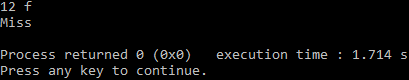 12 f
Miss
Process returned 0 (0x0)   execution time : 1.714 s
Press any key to continue.